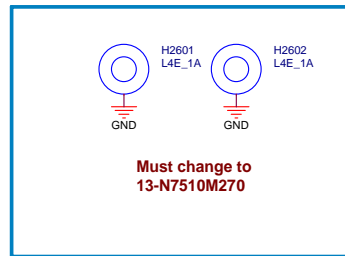 H2601
L4E_1A
H2602
L4E_1A
GND
GND
Must change to
13-N7510M270